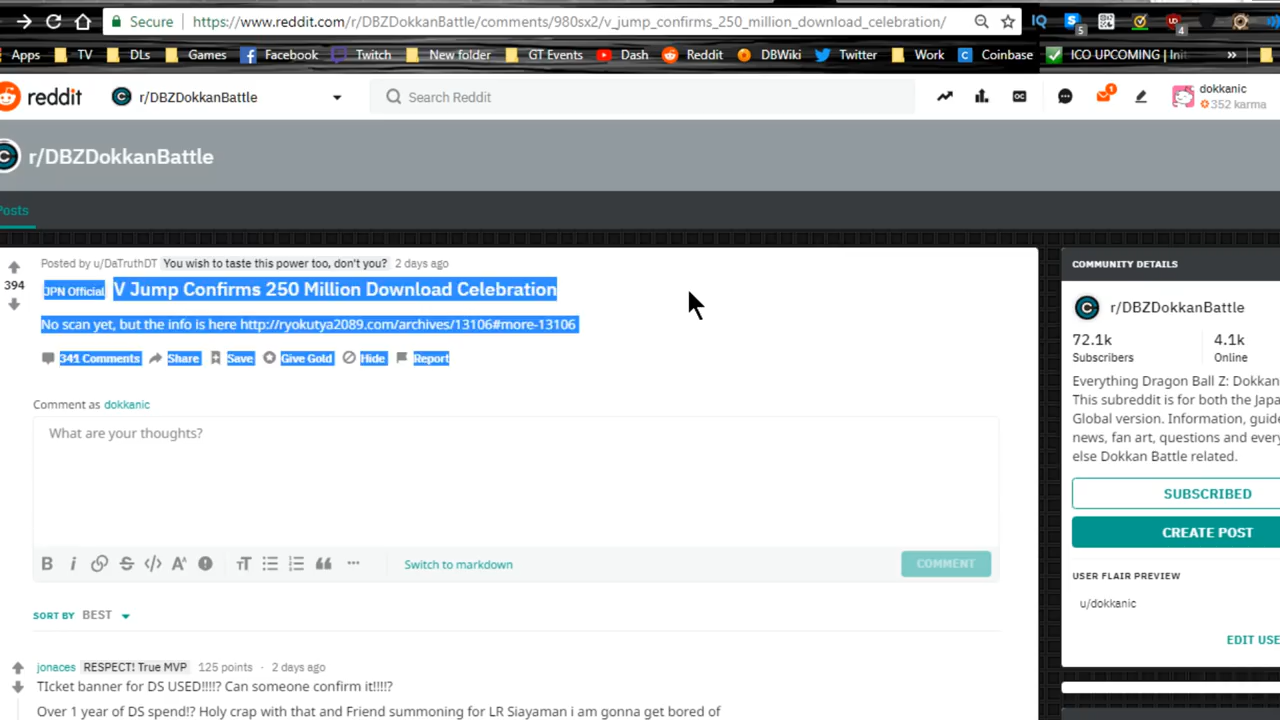 Secure https://www.reddit.com/r/DBZDokkanBattle/comments/980sx2/v_jump_confirms_250_million_download_celebration/
Apps TV DLs Games Facebook Twitch New folder GT Events Dash Reddit DBWiki Twitter Work Coinbase ICO UPCOMING | Init »
reddit r/DBZDokkanBattle Search Reddit 1 dokkanic
352 karma
r/DBZDokkanBattle
Posts
Posted by u/DaTruthDT You wish to taste this power too, don't you? 2 days ago
394
JPN Official V Jump Confirms 250 Million Download Celebration
No scan yet, but the info is here http://ryokutya2089.com/archives/13106#more-13106
341 Comments Share Save Give Gold Hide Report
Comment as dokkanic
What are your thoughts?
Switch to markdown COMMENT
SORT BY BEST
jonaces RESPECT! True MVP 125 points · 2 days ago
TIcket banner for DS USED!!!!? Can someone confirm it!!!!?
Over 1 year of DS spend!? Holy crap with that and Friend summoning for LR Siayaman i am gonna get bored of
COMMUNITY DETAILS
r/DBZDokkanBattle
72.1k 4.1k
Subscribers Online
Everything Dragon Ball Z: Dokkan
This subreddit is for both the Japa
Global version. Information, guide
news, fan art, questions and every
else Dokkan Battle related.
SUBSCRIBED
CREATE POST
USER FLAIR PREVIEW
u/dokkanic
EDIT USE